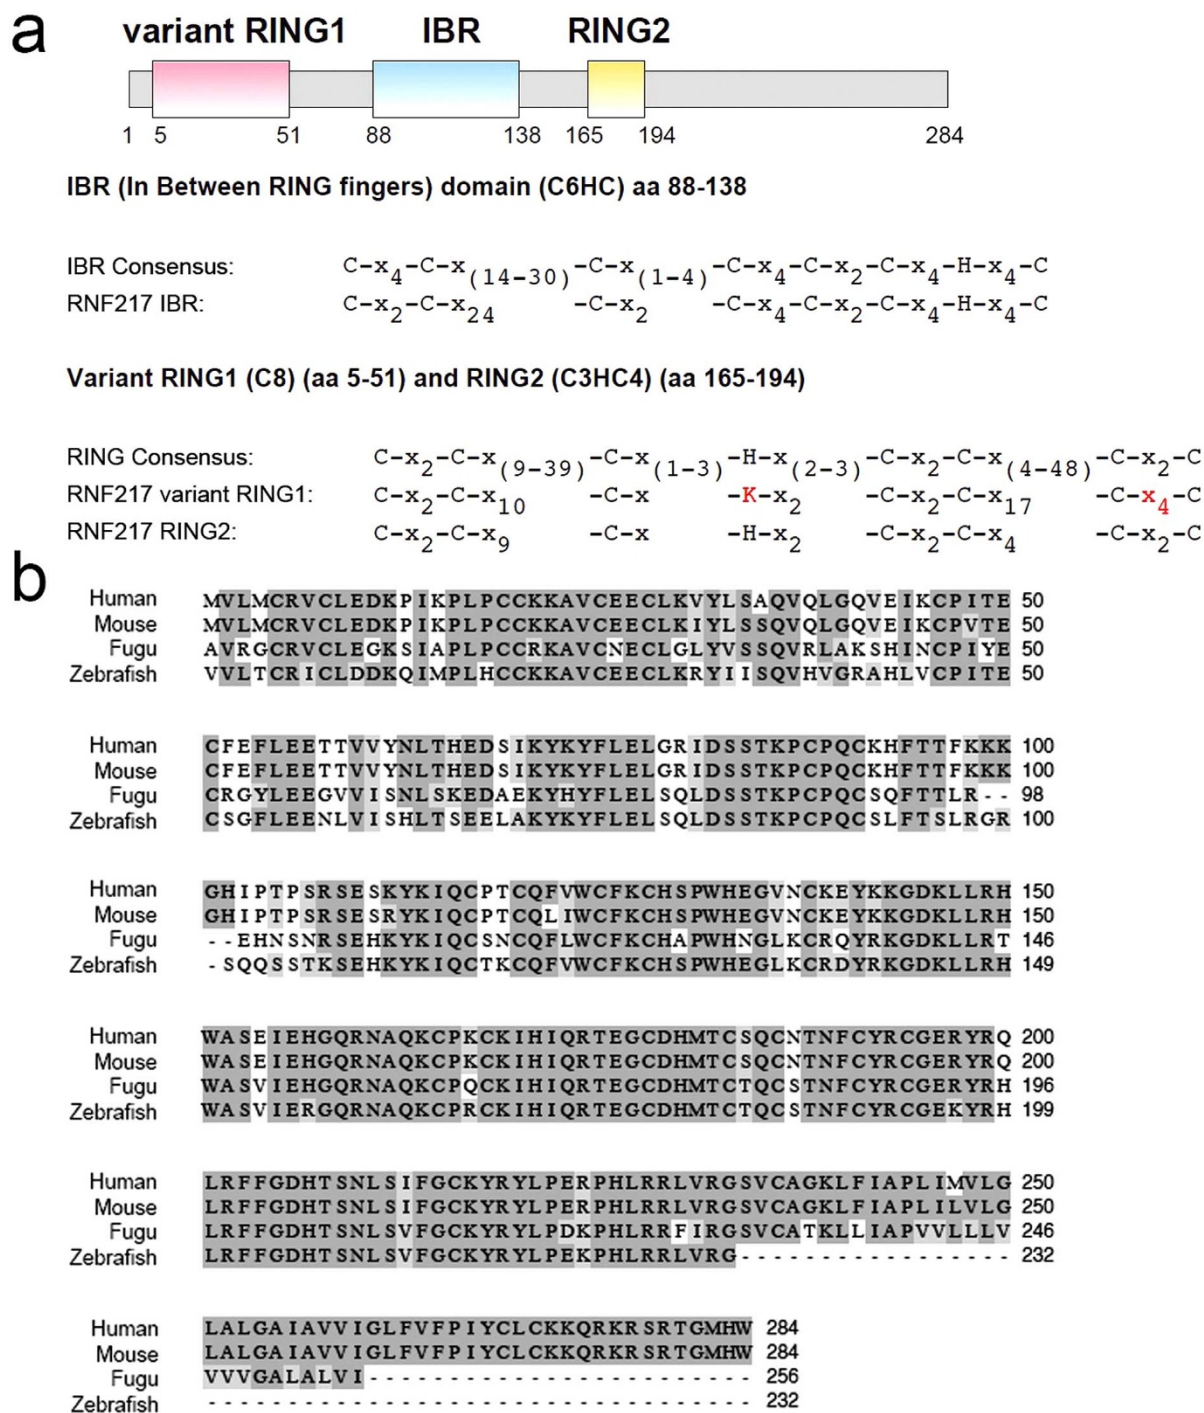 a
variant RING1 IBR RING2
1 5 51 88 138 165 194 284
IBR (In Between RING fingers) domain (C6HC) aa 88-138
IBR Consensus: C-x4-C-x(14-30)-C-x(1-4)-C-x4-C-x2-C-x4-H-x4-C
RNF217 IBR: C-x2-C-x24 -C-x2 -C-x4-C-x2-C-x4-H-x4-C
Variant RING1 (C8) (aa 5-51) and RING2 (C3HC4) (aa 165-194)
RING Consensus: C-x2-C-x(9-39)-C-x(1-3)-H-x(2-3)-C-x2-C-x(4-48)-C-x2-C
RNF217 variant RING1: C-x2-C-x10 -C-x -K-x2 -C-x2-C-x17 -C-x4-C
RNF217 RING2: C-x2-C-x9 -C-x -H-x2 -C-x2-C-x4 -C-x2-C
b
Human MVLMCRVCLEDKPIKPLPCCKKAVCEECLKVYLSAQVQLGQVEIKCPITE 50
Mouse MVLMCRVCLEDKPIKPLPCCKKAVCEECLKIYLSSQVQLGQVEIKCPVTE 50
Fugu AVRGCRVCLEGKSIAPLPCCRKAVCNECLGLYVSSQVRLAKSHINCPIYE 50
Zebrafish VVLTCRICLDDKQIMPLHCCKKAVCEECLKRYIISQVHVGRAHLVCPITE 50
Human CFEFLEETTVVYNLTHEDSIKYKYFLELGRIDSSTKPCPQCKHFTTFKKK 100
Mouse CFEFLEETTVVYNLTHEDSIKYKYFLELGRIDSSTKPCPQCKHFTTFKKK 100
Fugu CRGYLEEGVVISNLSKEDAEKYHYFLELSQLDSSTKPCPQCSQFTTLR-- 98
Zebrafish CSGFLEENLVISHLTSEELAKYKYFLELSQLDSSTKPCPQCSLFTSLRGR 100
Human GHIPTPSRSESKYKIQCPTCQFVWCFKCHSPWHEGVNCKEYKKGDKLLRH 150
Mouse GHIPTPSRSESRYKIQCPTCQLIWCFKCHSPWHEGVNCKEYKKGDKLLRH 150
Fugu --EHNSNRSEHKYKIQCSNCQFLWCFKCHAPWHNGLKCRQYRKGDKLLRT 146
Zebrafish -SQQSSTKSEHKYKIQCTKCQFVWCFKCHSPWHEGLKCRDYRKGDKLLRH 149
Human WASEIEHGQRNAQKCPKCKIHIQRTEGCDHMTCSQCNTNFCYRCGERYRQ 200
Mouse WASEIEHGQRNAQKCPKCKIHIQRTEGCDHMTCSQCNTNFCYRCGERYRQ 200
Fugu WASVIEHGQRNAQKCPQCKIHIQRTEGCDHMTCTQCSTNFCYRCGERYRH 196
Zebrafish WASVIERGQRNAQKCPRCKIHIQRTEGCDHMTCTQCSTNFCYRCGEKYRH 199
Human LRFFGDHTSNLSIFGCKYRYLPERPHLRRLVRGSVCAGKLFIAPLIMVLG 250
Mouse LRFFGDHTSNLSIFGCKYRYLPERPHLRRLVRGSVCAGKLFIAPLILVLG 250
Fugu LRFFGDHTSNLSVFGCKYRYLPDKPHLRRFIRGSVCATKLLIAPVVLLLV 246
Zebrafish LRFFGDHTSNLSVFGCKYRYLPEKPHLRRLVRG----------------- 232
Human LALGAIAVVIGLFVFPIYCLCKKQRKRSRTGMHW 284
Mouse LALGAIAVVIGLFVFPIYCLCKKQRKRSRTGMHW 284
Fugu VVVGALALVI------------------------ 256
Zebrafish ---------------------------------- 232